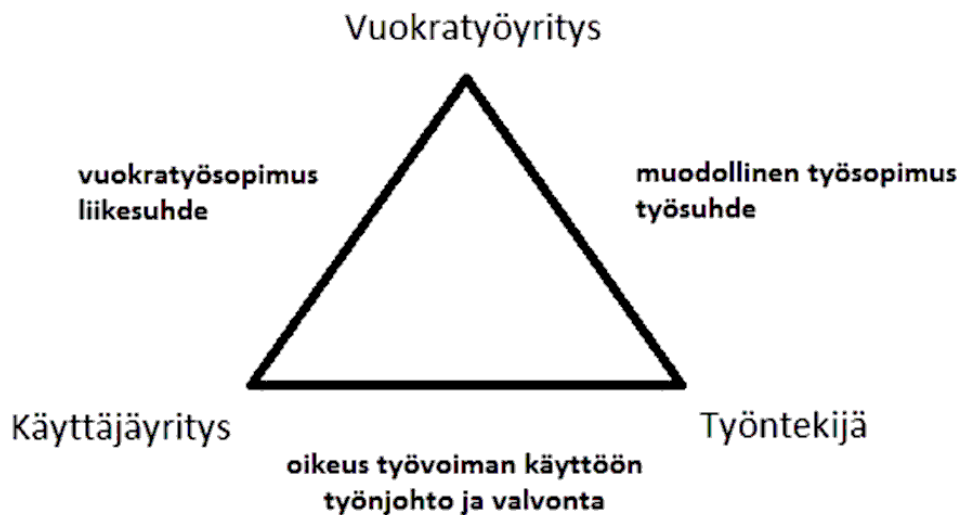 Vuokratyöyritys
vuokratyösopimus
liikesuhde
muodollinen työsopimus
työsuhde
Käyttäjäyritys
Työntekijä
oikeus työvoiman käyttöön
työnjohto ja valvonta